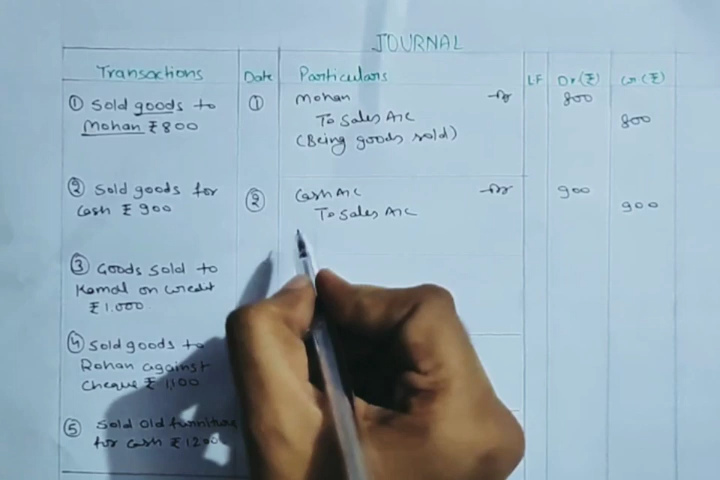 JOURNAL
Transactions Date Particulars LF Dr (₹) Cr (₹)
① Sold goods to ① Mohan Dr 800
Mohan ₹ 800 To Sales A/c 800
(Being goods sold)
② Sold goods for ② Cash A/c Dr 900
Cash ₹ 900 To Sales A/c 900
③ Goods sold to
Kamal on credit
₹ 1,000.
④ Sold goods to
Rohan against
Cheque ₹ 1,100
⑤ Sold Old furniture
for cash ₹ 1200